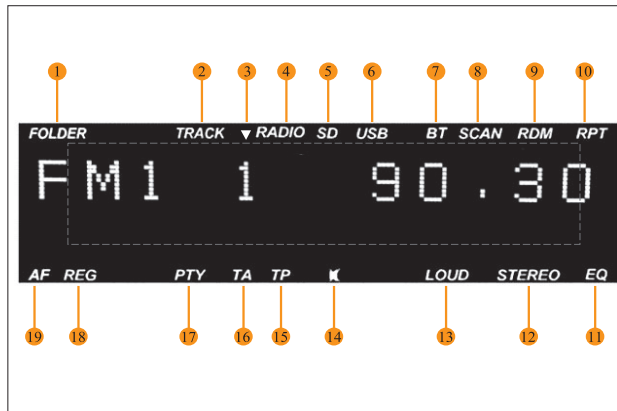 1 2 3 4 5 6 7 8 9 10
FOLDER TRACK RADIO SD USB BT SCAN RDM RPT
FM1 1 90.30
AF REG PTY TA TP LOUD STEREO EQ
19 18 17 16 15 14 13 12 11